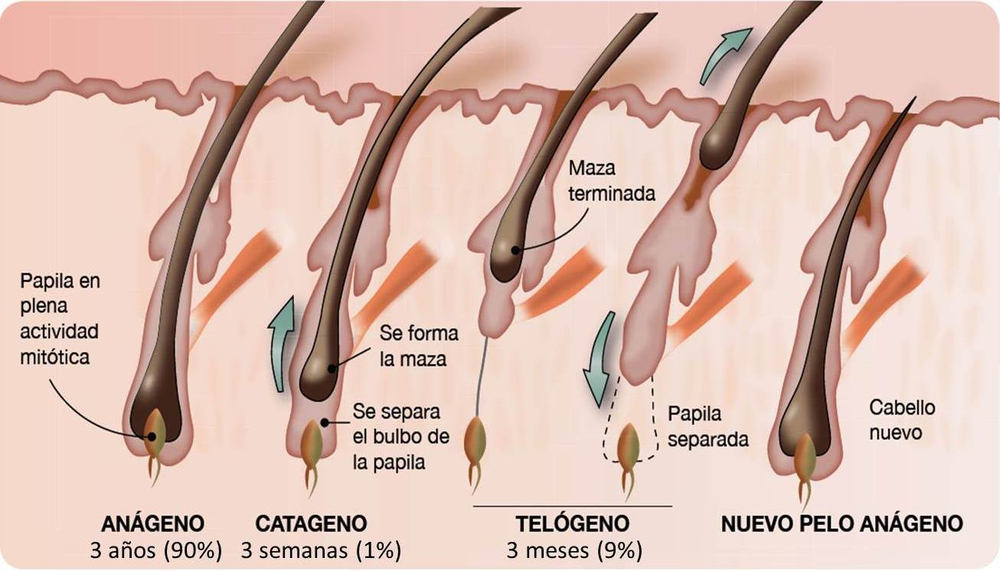 Papila en
plena
actividad
mitótica
Se forma
la maza
Se separa
el bulbo de
la papila
Maza
terminada
Papila
separada
Cabello
nuevo
ANÁGENO
3 años (90%)
CATAGENO
3 semanas (1%)
TELÓGENO
3 meses (9%)
NUEVO PELO ANÁGENO